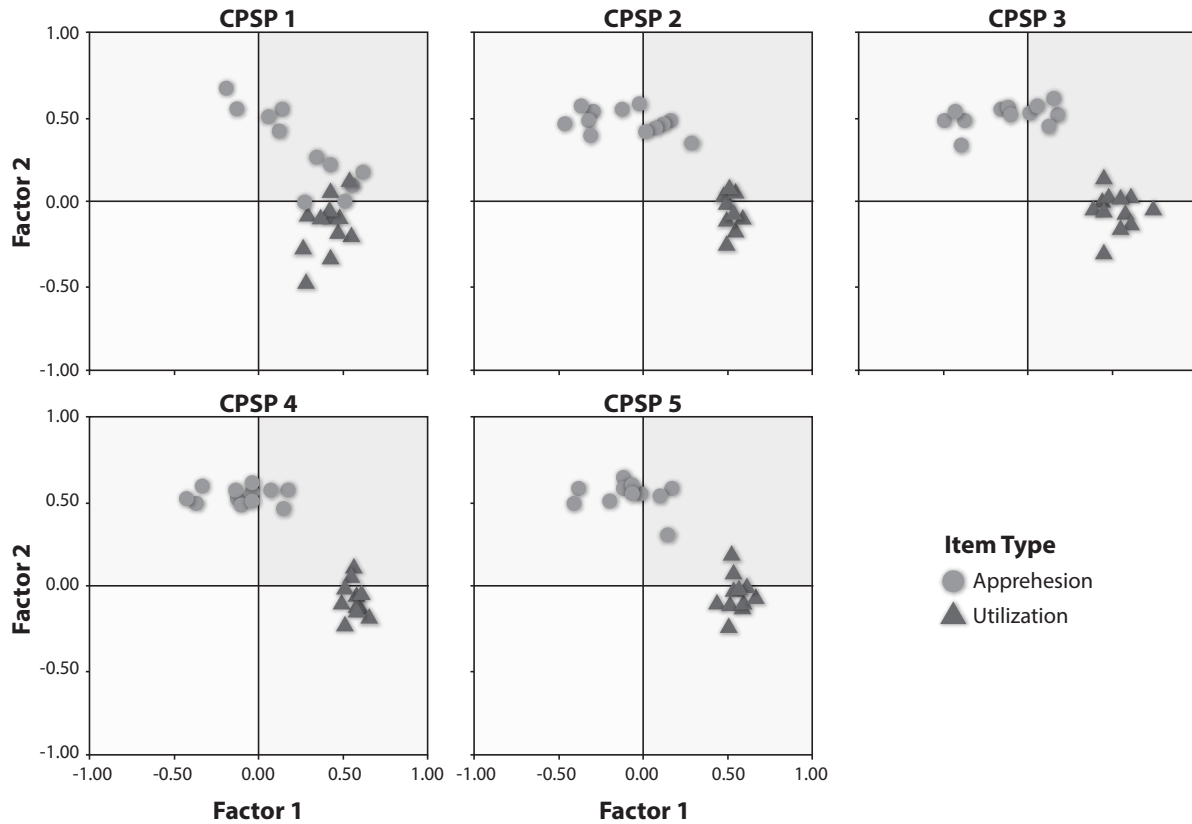 CPSP 1
CPSP 2
CPSP 3
1.00
0.50
0.00
-0.50
-1.00
Factor 2
CPSP 4
CPSP 5
1.00
0.50
0.00
-0.50
-1.00
Factor 2
-1.00 -0.50 0.00 0.50 1.00
-1.00 -0.50 0.00 0.50 1.00
Factor 1
Factor 1
Item Type
Apprehesion
Utilization